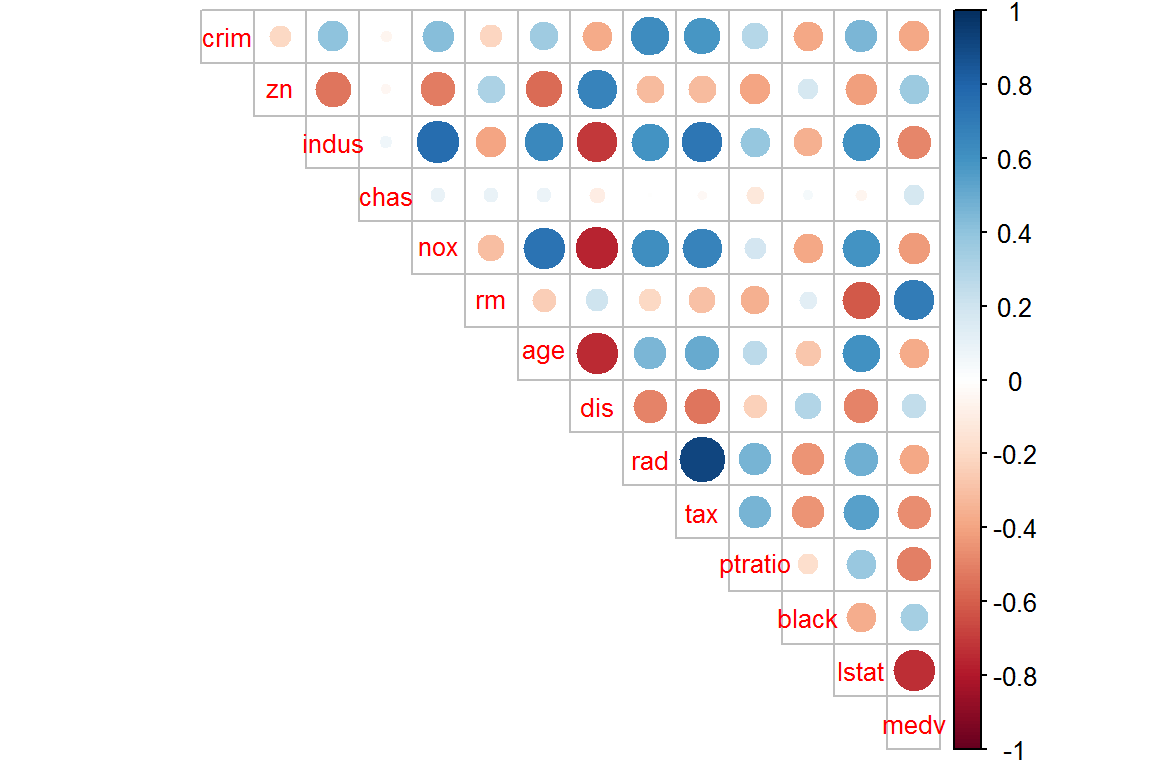 crim
zn
indus
chas
nox
rm
age
dis
rad
tax
ptratio
black
lstat
medv
1
0.8
0.6
0.4
0.2
0
-0.2
-0.4
-0.6
-0.8
-1